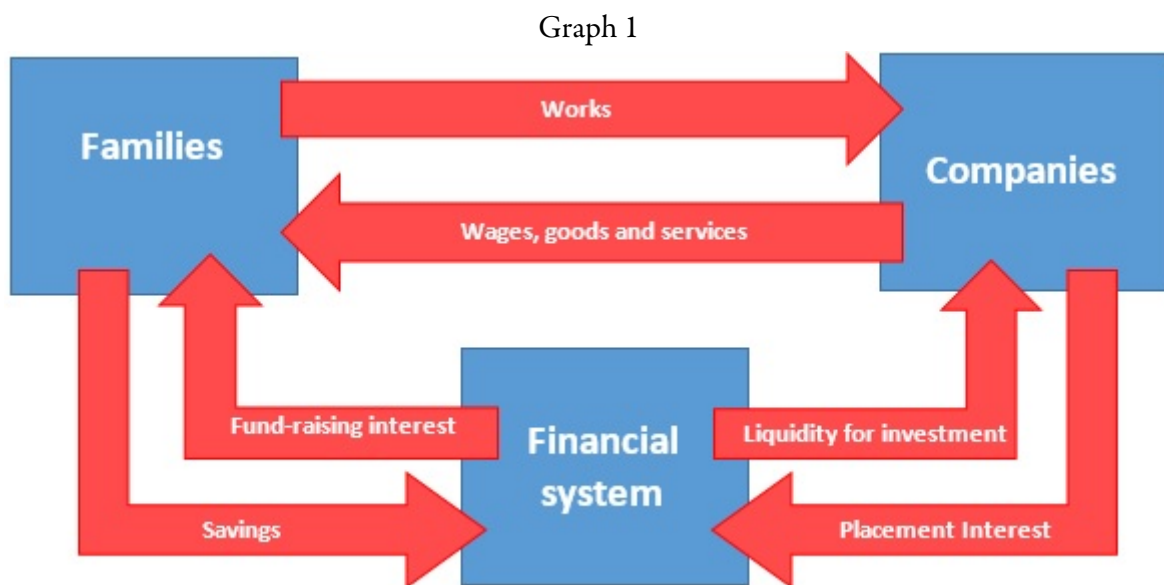 Graph 1
Works
Families
Companies
Wages, goods and services
Fund-raising interest
Liquidity for investment
Financial
system
Savings
Placement Interest